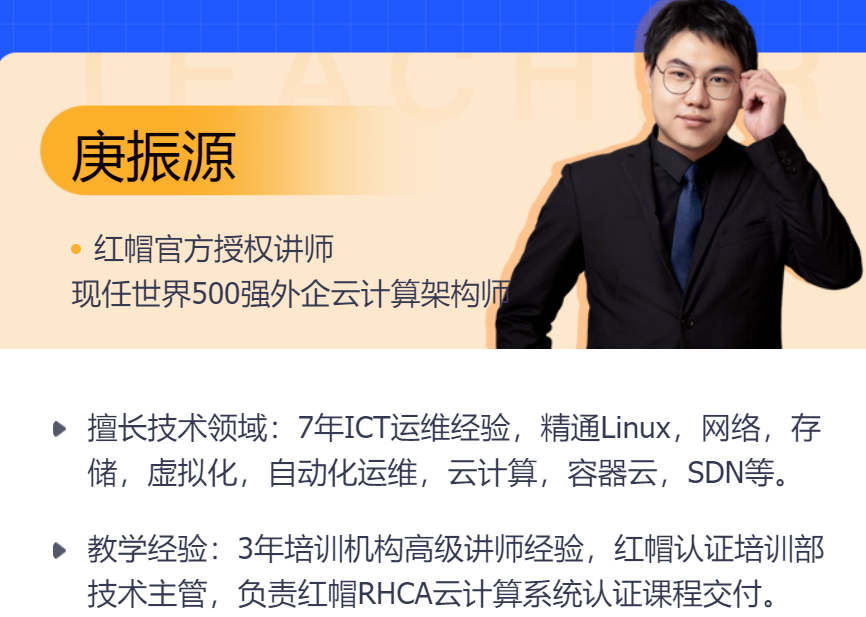 TEACHER
庚振源
红帽官方授权讲师
现任世界500强外企云计算架构师
擅长技术领域：7年ICT运维经验，精通Linux，网络，存
储，虚拟化，自动化运维，云计算，容器云，SDN等。
教学经验：3年培训机构高级讲师经验，红帽认证培训部
技术主管，负责红帽RHCA云计算系统认证课程交付。